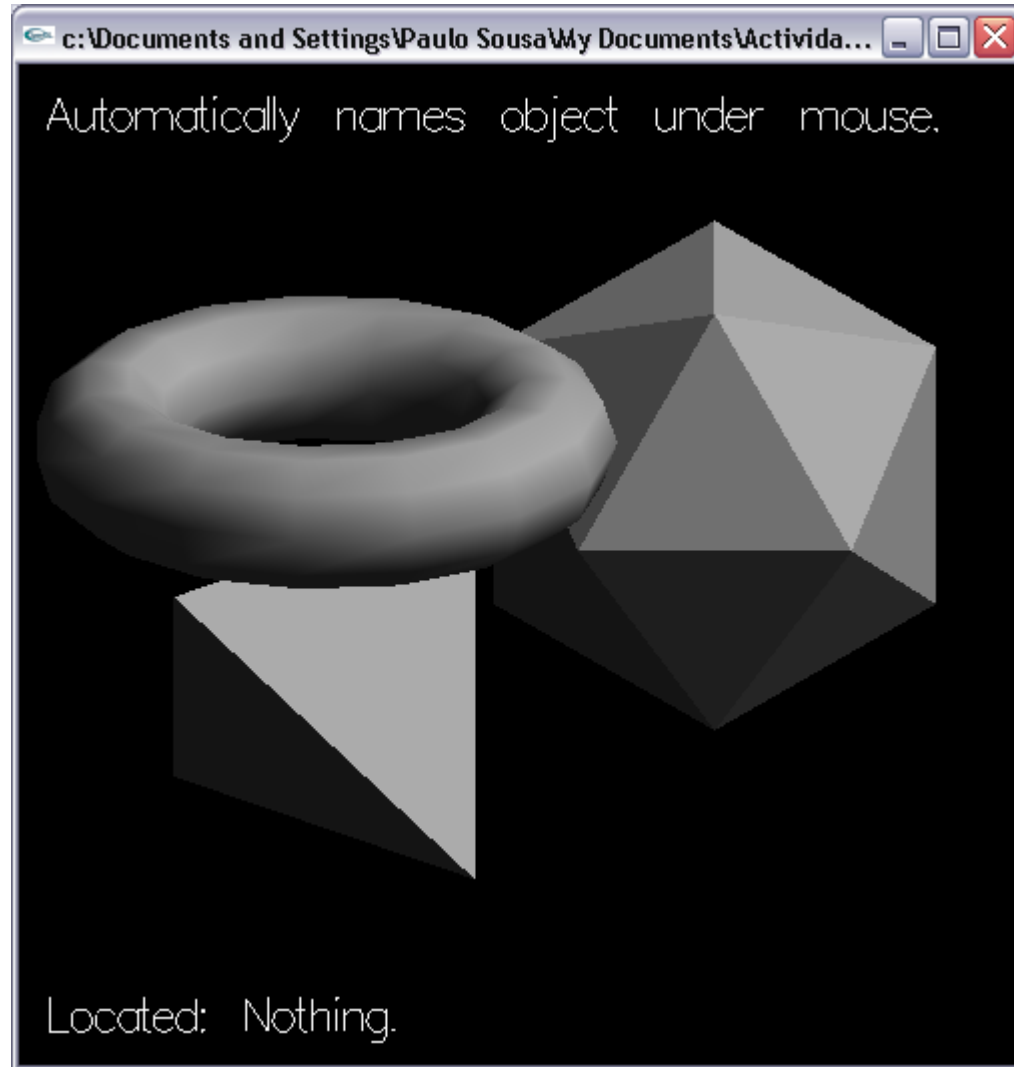 c:\Documents and Settings\Paulo Sousa\My Documents\Activida...
Automatically names object under mouse.
Located: Nothing.